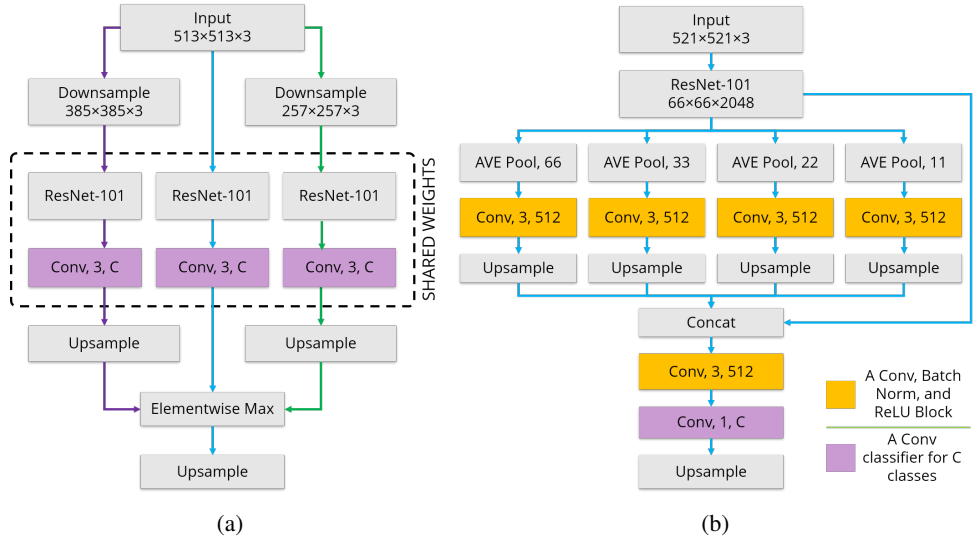 Input
513×513×3
Downsample
385×385×3
Downsample
257×257×3
ResNet-101
ResNet-101
ResNet-101
Conv, 3, C
Conv, 3, C
Conv, 3, C
SHARED WEIGHTS
Upsample
Upsample
Elementwise Max
Upsample
(a)
Input
521×521×3
ResNet-101
66×66×2048
AVE Pool, 66
AVE Pool, 33
AVE Pool, 22
AVE Pool, 11
Conv, 3, 512
Conv, 3, 512
Conv, 3, 512
Conv, 3, 512
Upsample
Upsample
Upsample
Upsample
Concat
Conv, 3, 512
Conv, 1, C
Upsample
A Conv, Batch
Norm, and
ReLU Block
A Conv
classifier for C
classes
(b)